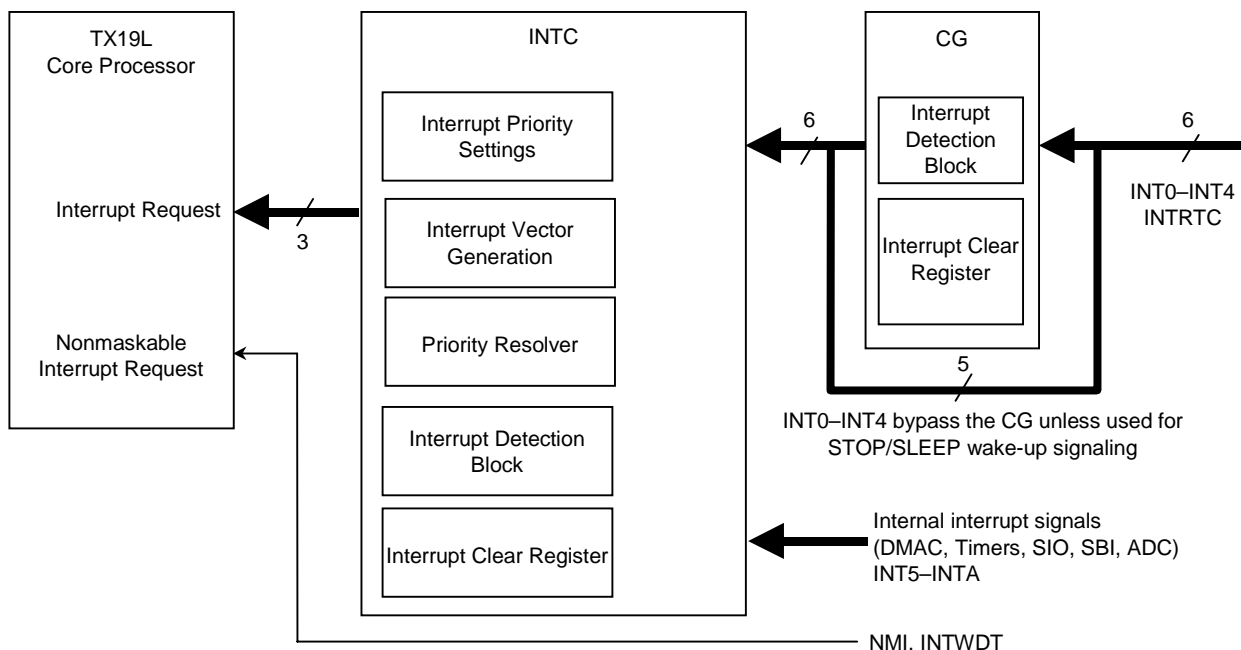 TX19L
Core Processor
Interrupt Request
Nonmaskable
Interrupt Request
3
INTC
Interrupt Priority
Settings
Interrupt Vector
Generation
Priority Resolver
Interrupt Detection
Block
Interrupt Clear Register
6
CG
Interrupt
Detection
Block
Interrupt Clear
Register
6
INT0–INT4
INTRTC
5
INT0–INT4 bypass the CG unless used for
STOP/SLEEP wake-up signaling
Internal interrupt signals
(DMAC, Timers, SIO, SBI, ADC)
INT5–INTA
NMI, INTWDT